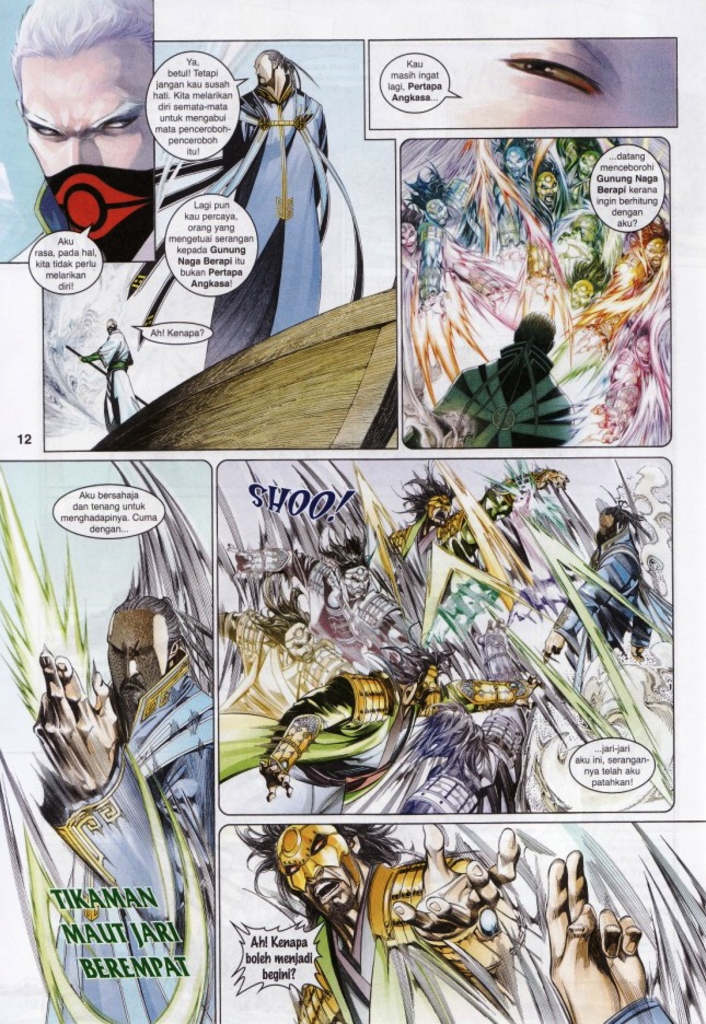 Aku
rasa, pada hal,
kita tidak perlu
melarikan
diri!
Ya,
betul! Tetapi
jangan kau susah
hati. Kita melarikan
diri semata-mata
untuk mengabui
mata penceroboh-
penceroboh
itu!
Lagi pun
kau percaya,
orang yang
mengetuai serangan
kepada Gunung
Naga Berapi itu
bukan Pertapa
Angkasa!
Ah! Kenapa?
Kau
masih ingat
lagi, Pertapa
Angkasa...
...datang
menceborohi
Gunung Naga
Berapi kerana
ingin berhitung
dengan
aku?
12
Aku bersahaja
dan tenang untuk
menghadapinya. Cuma
dengan...
TIKAMAN
MAUT JARI
BEREMPAT
SHOO!
...jari-jari
aku ini, serangan-
nya telah aku
patahkan!
Ah! Kenapa
boleh menjadi
begini?